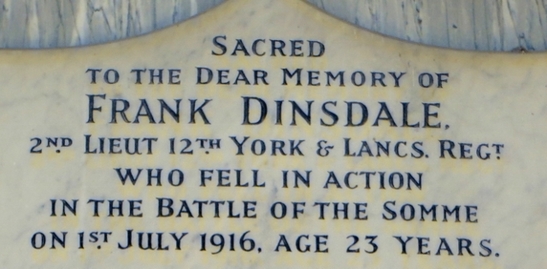 SACRED
TO THE DEAR MEMORY OF
FRANK DINSDALE,
2ND LIEUT 12TH YORK & LANCS. REGT
WHO FELL IN ACTION
IN THE BATTLE OF THE SOMME
ON 1ST JULY 1916. AGE 23 YEARS.